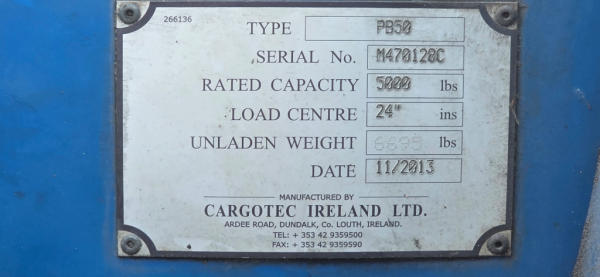 266136
TYPE PB50
SERIAL No. M470128C
RATED CAPACITY 5000 lbs
LOAD CENTRE 24" ins
UNLADEN WEIGHT 6695 lbs
DATE 11/2013
MANUFACTURED BY
CARGOTEC IRELAND LTD.
ARDEE ROAD, DUNDALK, Co. LOUTH, IRELAND.
TEL: + 353 42 9359500
FAX: + 353 42 9359590